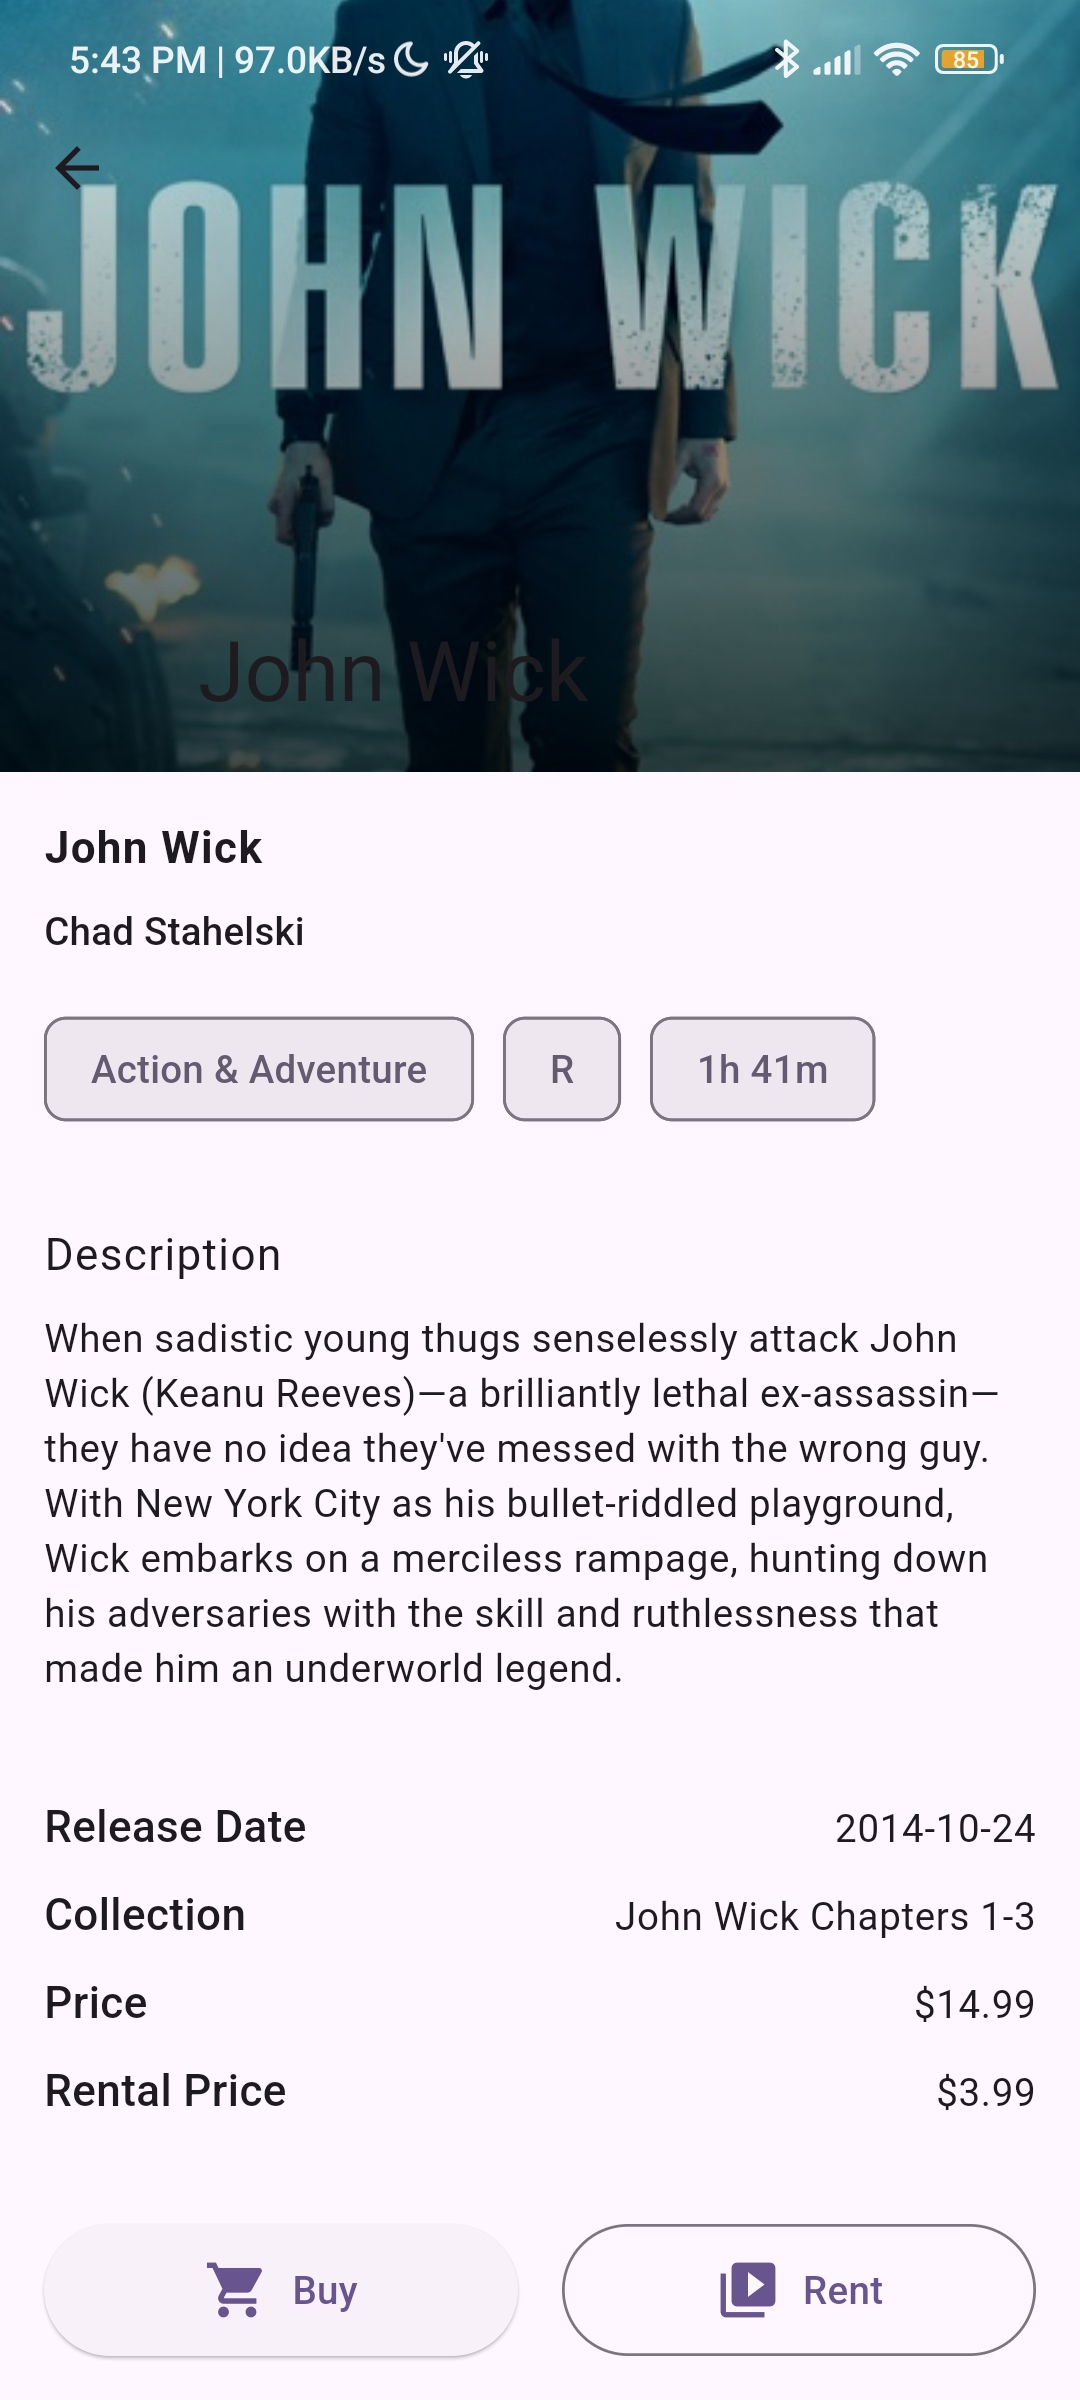 5:43 PM | 97.0KB/s
85
JOHN WICK
John Wick
John Wick
Chad Stahelski
Action & Adventure
R
1h 41m
Description
When sadistic young thugs senselessly attack John
Wick (Keanu Reeves)—a brilliantly lethal ex-assassin—
they have no idea they've messed with the wrong guy.
With New York City as his bullet-riddled playground,
Wick embarks on a merciless rampage, hunting down
his adversaries with the skill and ruthlessness that
made him an underworld legend.
Release Date 2014-10-24
Collection John Wick Chapters 1-3
Price $14.99
Rental Price $3.99
Buy
Rent